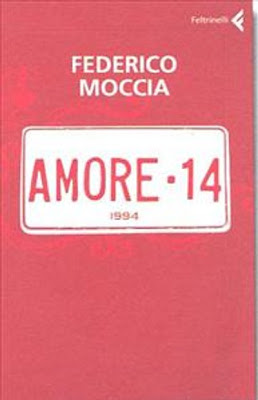 Feltrinelli
FEDERICO
MOCCIA
AMORE·14
1994